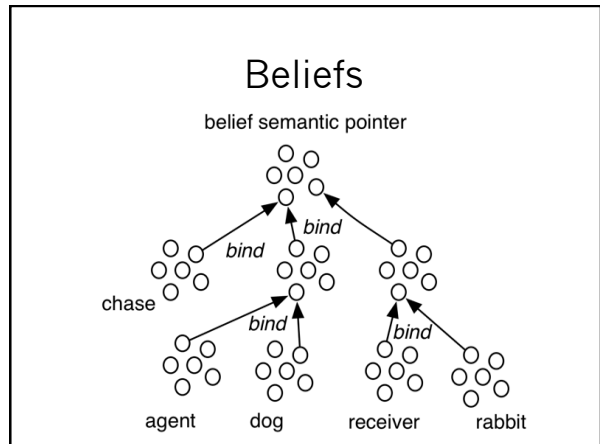 Beliefs
belief semantic pointer
bind
bind
chase
bind
bind
agent dog receiver rabbit